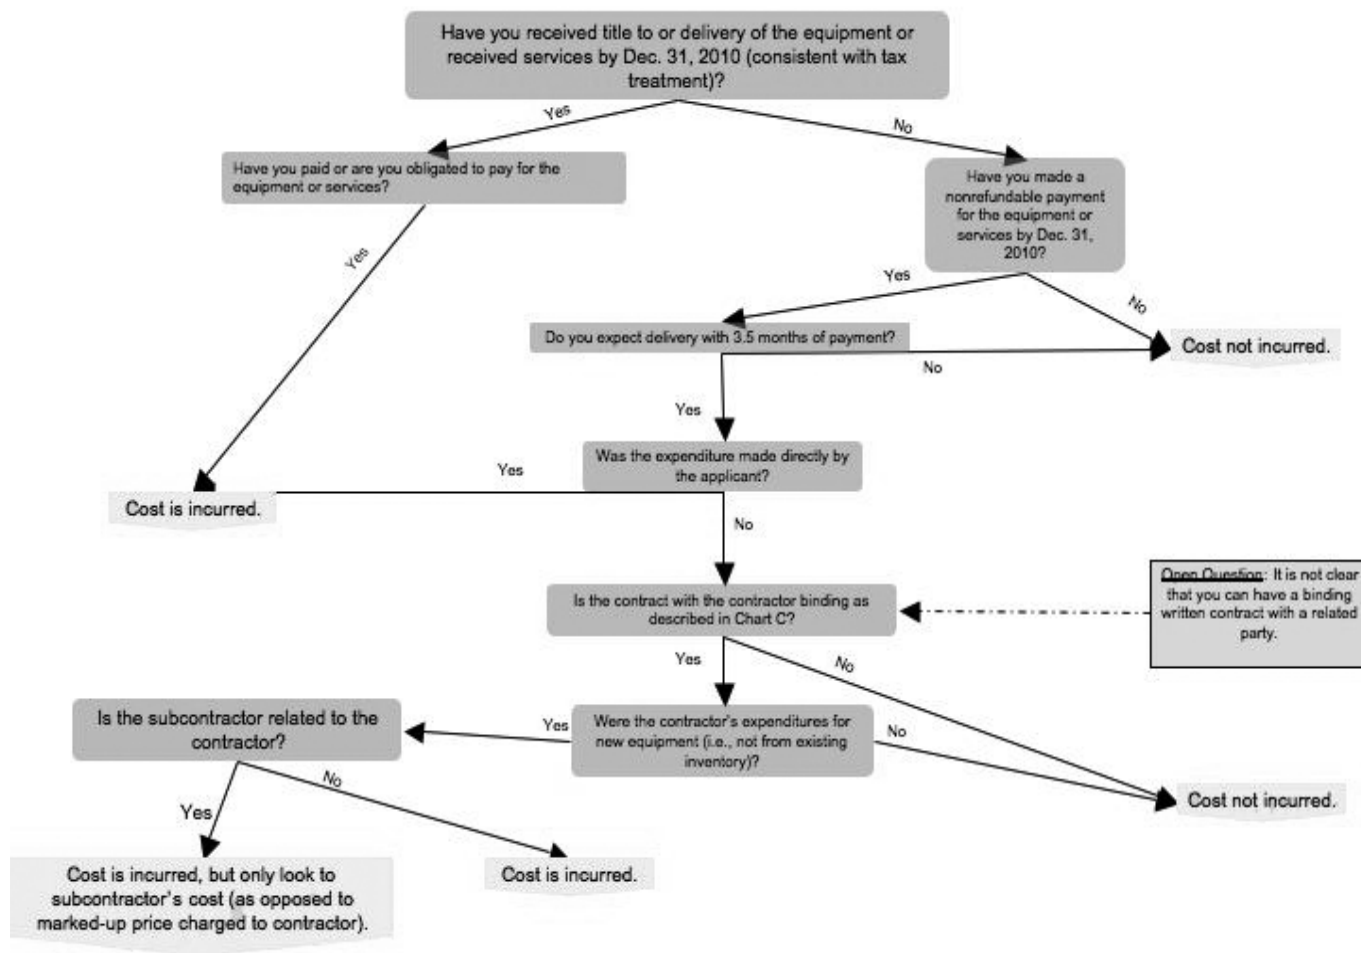 Have you received title to or delivery of the equipment or
received services by Dec. 31, 2010 (consistent with tax
treatment)?
Yes
No
Have you paid or are you obligated to pay for the
equipment or services?
Have you made a
nonrefundable payment
for the equipment or
services by Dec. 31,
2010?
Yes
Yes
No
Do you expect delivery with 3.5 months of payment?
Cost not incurred.
No
Yes
Was the expenditure made directly by
the applicant?
Yes
Cost is incurred.
No
Is the contract with the contractor binding as
described in Chart C?
Open Question: It is not clear
that you can have a binding
written contract with a related
party.
Yes
No
Is the subcontractor related to the
contractor?
Yes
Were the contractor's expenditures for
new equipment (i.e., not from existing
inventory)?
No
Yes
No
Cost not incurred.
Cost is incurred, but only look to
subcontractor's cost (as opposed to
marked-up price charged to contractor).
Cost is incurred.